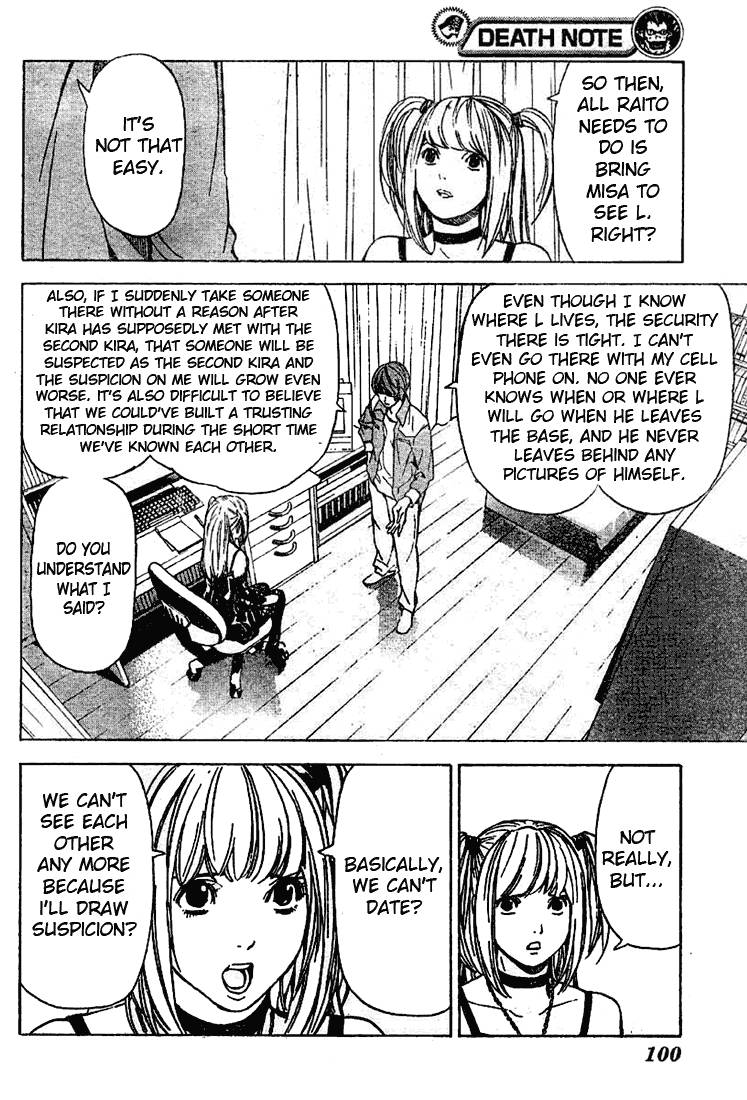 DEATH NOTE
SO THEN,
ALL RAITO
NEEDS TO
DO IS
BRING
MISA TO
SEE L.
RIGHT?
IT'S
NOT THAT
EASY.
EVEN THOUGH I KNOW
WHERE L LIVES, THE SECURITY
THERE IS TIGHT. I CAN'T
EVEN GO THERE WITH MY CELL
PHONE ON. NO ONE EVER
KNOWS WHEN OR WHERE L
WILL GO WHEN HE LEAVES
THE BASE, AND HE NEVER
LEAVES BEHIND ANY
PICTURES OF HIMSELF.
ALSO, IF I SUDDENLY TAKE SOMEONE
THERE WITHOUT A REASON AFTER
KIRA HAS SUPPOSEDLY MET WITH THE
SECOND KIRA, THAT SOMEONE WILL BE
SUSPECTED AS THE SECOND KIRA AND
THE SUSPICION ON ME WILL GROW EVEN
WORSE. IT'S ALSO DIFFICULT TO BELIEVE
THAT WE COULD'VE BUILT A TRUSTING
RELATIONSHIP DURING THE SHORT TIME
WE'VE KNOWN EACH OTHER.
DO YOU
UNDERSTAND
WHAT I
SAID?
NOT
REALLY,
BUT...
BASICALLY,
WE CAN'T
DATE?
WE CAN'T
SEE EACH
OTHER
ANY MORE
BECAUSE
I'LL DRAW
SUSPICION?
100